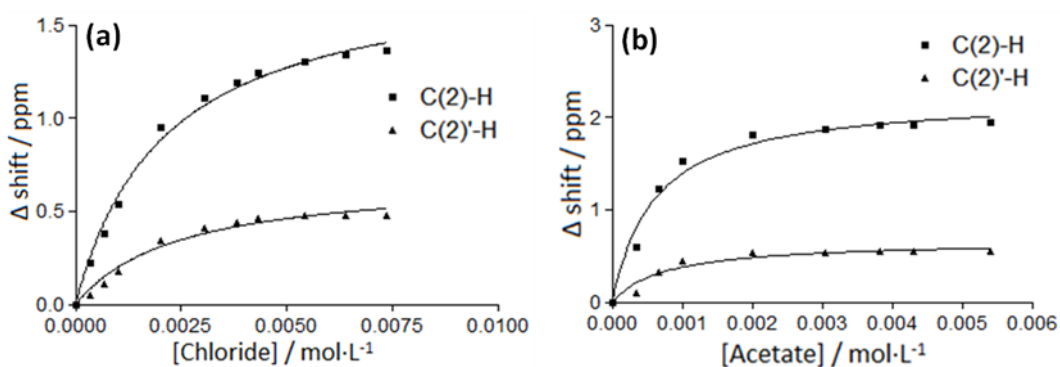 (a)
1.5
1.0
0.5
0.0
Δ shift / ppm
C(2)-H
C(2)'-H
0.0000 0.0025 0.0050 0.0075 0.0100
[Chloride] / mol·L⁻¹
(b)
3
2
1
0
Δ shift / ppm
C(2)-H
C(2)'-H
0.000 0.001 0.002 0.003 0.004 0.005 0.006
[Acetate] / mol·L⁻¹